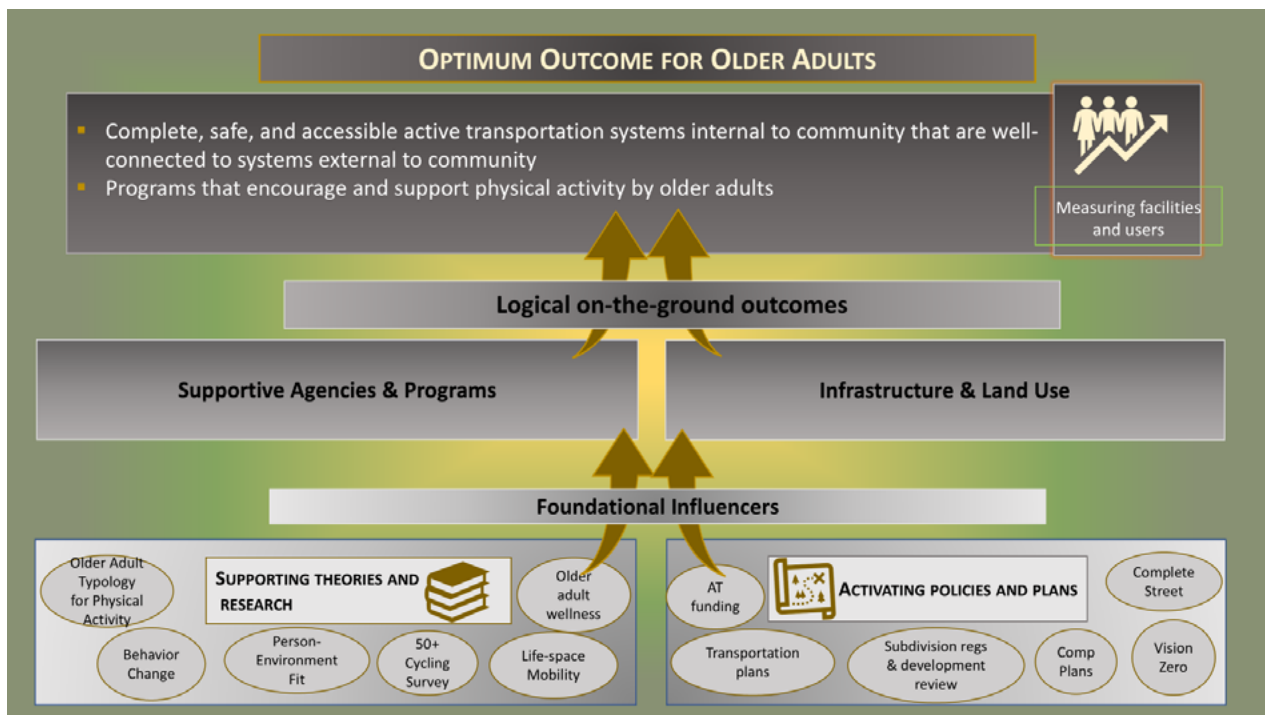 OPTIMUM OUTCOME FOR OLDER ADULTS
Complete, safe, and accessible active transportation systems internal to community that are well-
connected to systems external to community
Programs that encourage and support physical activity by older adults
Measuring facilities
and users
Logical on-the-ground outcomes
Supportive Agencies & Programs
Infrastructure & Land Use
Foundational Influencers
Older Adult
Typology
for Physical
Activity
SUPPORTING THEORIES AND
RESEARCH
Older
adult
wellness
Behavior
Change
Person-
Environment
Fit
50+
Cycling
Survey
Life-space
Mobility
AT
funding
ACTIVATING POLICIES AND PLANS
Complete
Street
Transportation
plans
Subdivision regs
& development
review
Comp
Plans
Vision
Zero